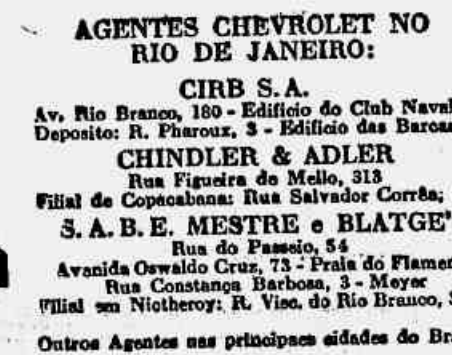 AGENTES CHEVROLET NO
RIO DE JANEIRO:
CIRB S. A.
Av. Rio Branco, 180 - Edificio do Club Naval
Deposito: R. Pharoux, 3 - Edificio das Barcas
CHINDLER & ADLER
Rua Figueira de Mello, 313
Filial de Copacabana: Rua Salvador Corrêa,
S. A. B. E. MESTRE e BLATGE'
Rua do Passeio, 54
Avenida Oswaldo Cruz, 73 - Praia do Flamen
Rua Constança Barbosa, 3 - Meyer
Filial em Nictheroy: R. Visc. do Rio Branco,
Outros Agentes nas principaes cidades do Bra